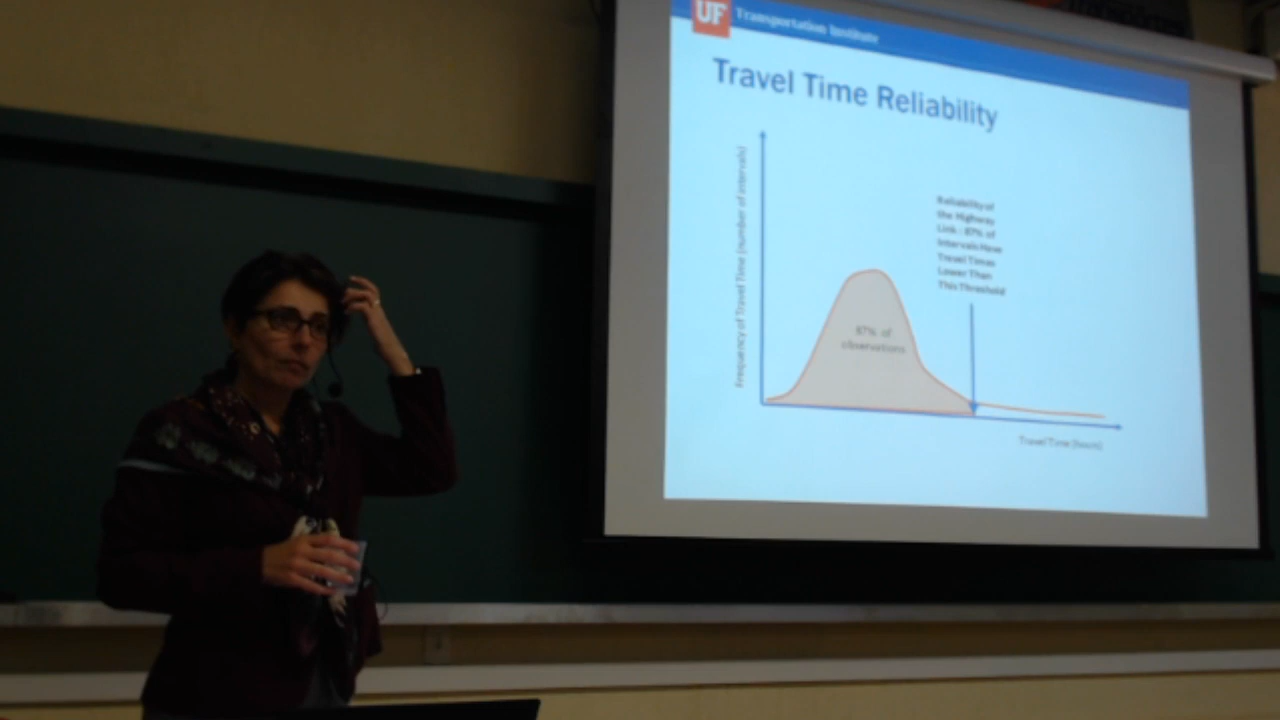 UF
Transportation Institute
Travel Time Reliability
Frequency of Travel Time (number of intervals)
Reliability of
the Highway
Link : 87% of
Intervals Have
Travel Times
Lower Than
This Threshold
87% of
observations
Travel Time (hours)